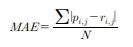 MAE = ∑|p_{i,j} − r_{i,j}| / N